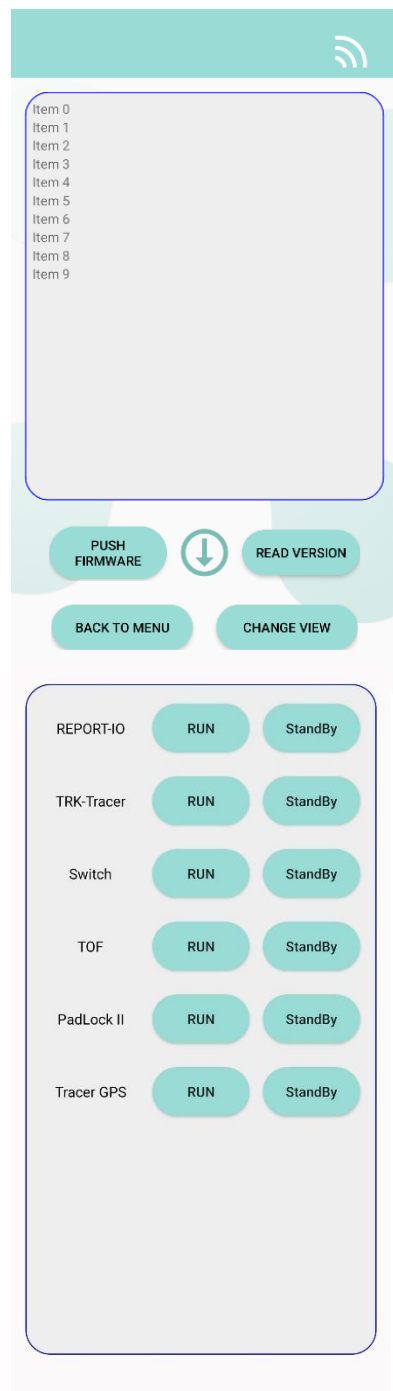 Item 0
Item 1
Item 2
Item 3
Item 4
Item 5
Item 6
Item 7
Item 8
Item 9
PUSH
FIRMWARE
READ VERSION
BACK TO MENU
CHANGE VIEW
REPORT-IO RUN StandBy
TRK-Tracer RUN StandBy
Switch RUN StandBy
TOF RUN StandBy
PadLock II RUN StandBy
Tracer GPS RUN StandBy